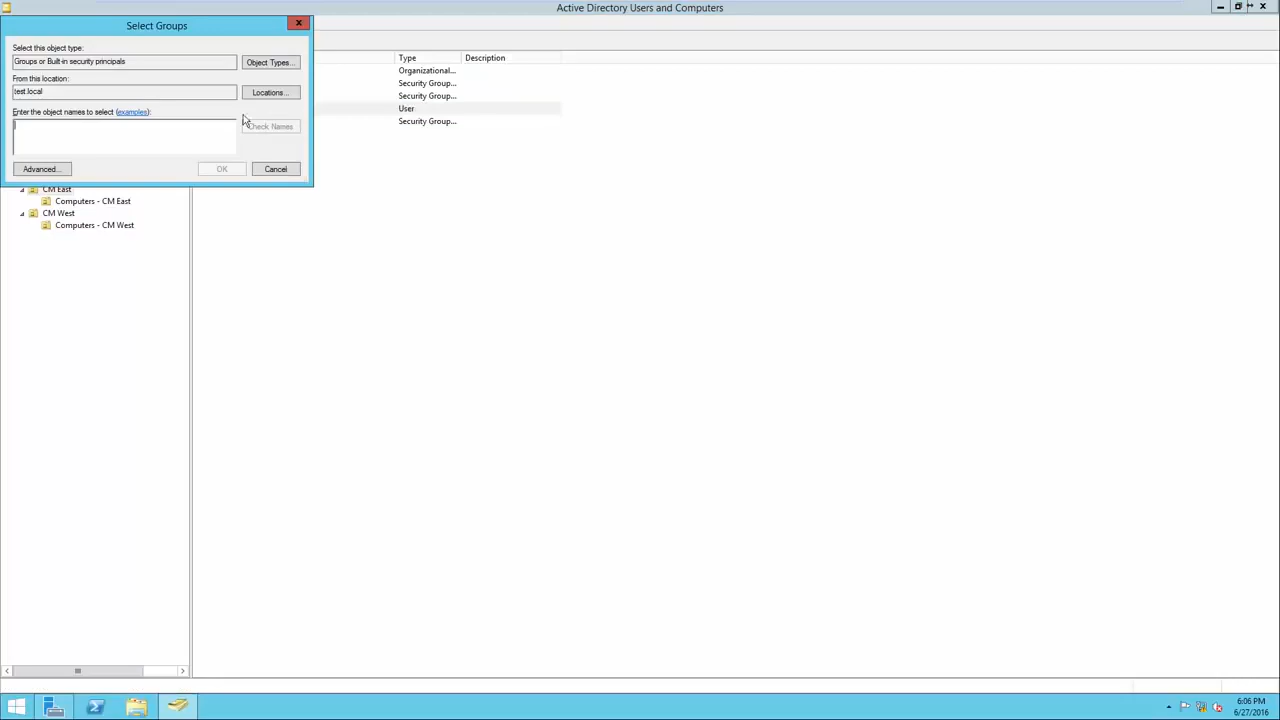 Active Directory Users and Computers
Select Groups
Select this object type:
Groups or Built-in security principals
Object Types...
From this location:
test.local
Locations...
Enter the object names to select (examples):
Check Names
Advanced...
OK
Cancel
Type
Description
Organizational...
Security Group...
Security Group...
User
Security Group...
CM East
Computers - CM East
CM West
Computers - CM West
6:06 PM
6/27/2016